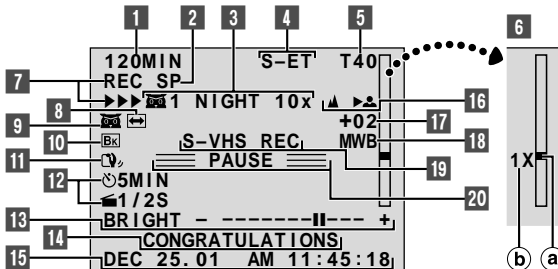 1 2 3 4 5 6
120MIN S-ET T40
REC SP
7
1 NIGHT 10x
8 16
9 +02 17
10 BK MWB 18
S-VHS REC 19
11 PAUSE
12 5MIN 20
1/2S 1X
13 BRIGHT - --------- -- +
14 CONGRATULATIONS
15 DEC 25.01 AM 11:45:18 b a